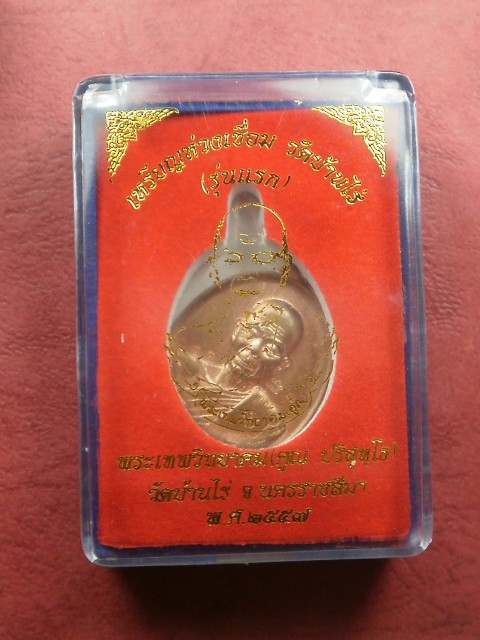 เหรียญห่วงเชื่อม วัดบ้านไร่
(รุ่นแรก)
พระเทพวิทยาคม(คูณ ปริสุทฺโธ)
วัดบ้านไร่ จ.นครราชสีมา
พ.ศ.๒๕๕๗